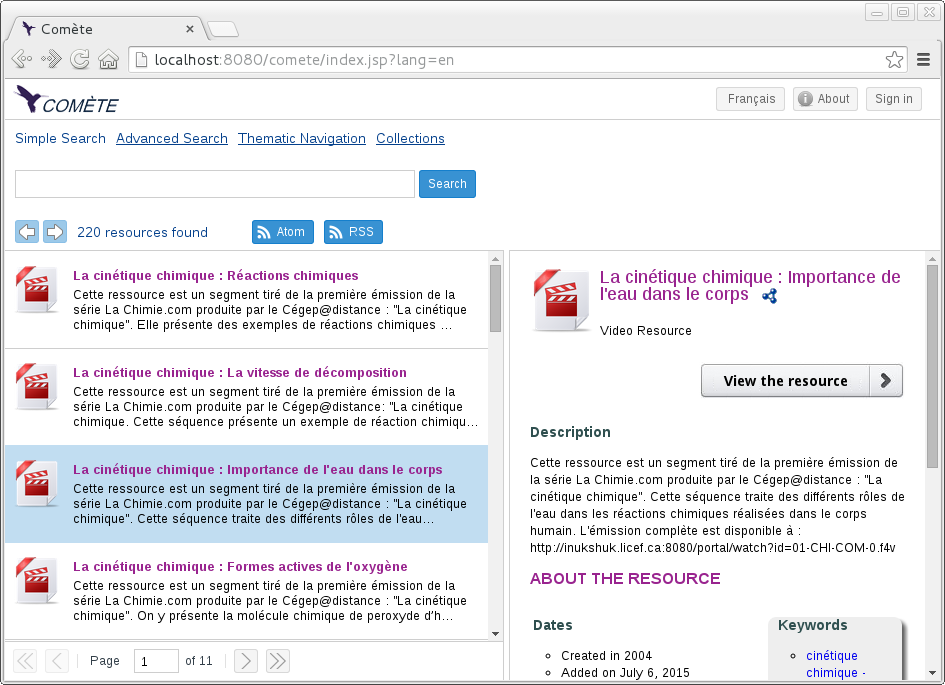 Comète
localhost:8080/comete/index.jsp?lang=en
COMÈTE
Français About Sign in
Simple Search Advanced Search Thematic Navigation Collections
Search
220 resources found Atom RSS
La cinétique chimique : Réactions chimiques
Cette ressource est un segment tiré de la première émission de la
série La Chimie.com produite par le Cégep@distance : "La cinétique
chimique". Elle présente des exemples de réactions chimiques ...
La cinétique chimique : La vitesse de décomposition
Cette ressource est un segment tiré de la première émission de la
série La Chimie.com produite par le Cégep@distance: "La cinétique
chimique. Cette séquence présente un exemple de réaction chimiqu...
La cinétique chimique : Importance de l'eau dans le corps
Cette ressource est un segment tiré de la première émission de la
série La Chimie.com produite par le Cégep@distance : "La cinétique
chimique". Cette séquence traite des différents rôles de l'eau...
La cinétique chimique : Formes actives de l'oxygène
Cette ressource est un segment tiré de la première émission de la
série La Chimie.com produite par le Cégep@distance : "La cinétique
chimique". On y présente la molécule chimique de peroxyde d'h...
Page 1 of 11
La cinétique chimique : Importance de
l'eau dans le corps
Video Resource
View the resource
Description
Cette ressource est un segment tiré de la première émission de
la série La Chimie.com produite par le Cégep@distance : "La
cinétique chimique". Cette séquence traite des différents rôles de
l'eau dans les réactions chimiques réalisées dans le corps
humain. L'émission complète est disponible à :
http://inukshuk.licef.ca:8080/portal/watch?id=01-CHI-COM-0.f4v
ABOUT THE RESOURCE
Dates
Created in 2004
Added on July 6, 2015
Keywords
cinétique
chimique -